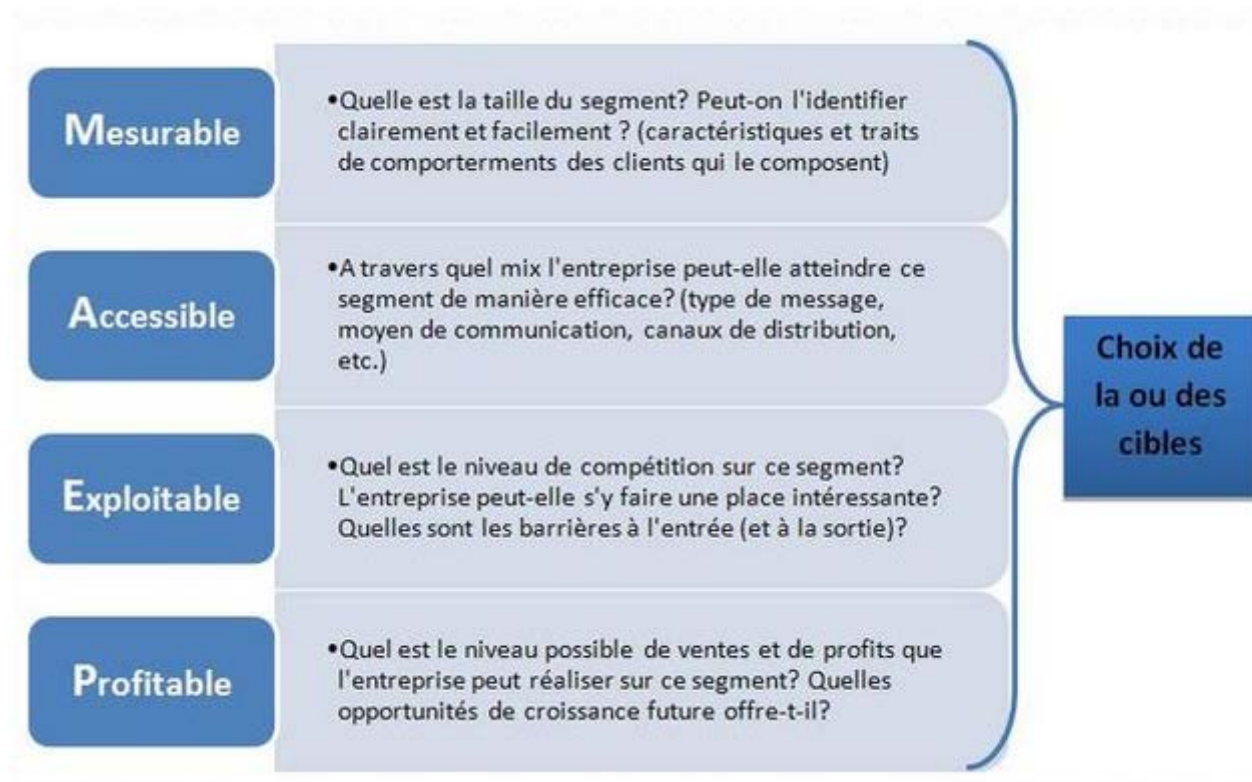 Mesurable
•Quelle est la taille du segment? Peut-on l'identifier
clairement et facilement ? (caractéristiques et traits
de comporterments des clients qui le composent)
Accessible
•A travers quel mix l'entreprise peut-elle atteindre ce
segment de manière efficace? (type de message,
moyen de communication, canaux de distribution,
etc.)
Exploitable
•Quel est le niveau de compétition sur ce segment?
L'entreprise peut-elle s'y faire une place intéressante?
Quelles sont les barrières à l'entrée (et à la sortie)?
Profitable
•Quel est le niveau possible de ventes et de profits que
l'entreprise peut réaliser sur ce segment? Quelles
opportunités de croissance future offre-t-il?
Choix de
la ou des
cibles